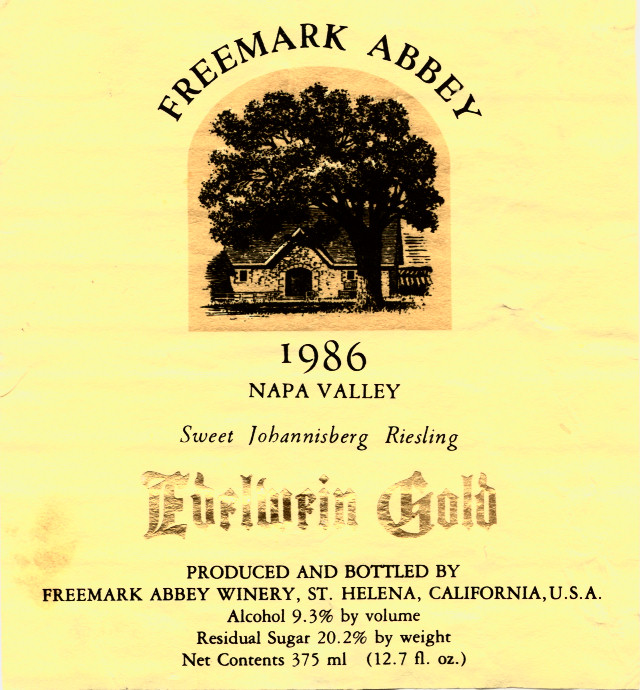 FREEMARK ABBEY
1986
NAPA VALLEY
Sweet Johannisberg Riesling
Edelwein Gold
PRODUCED AND BOTTLED BY
FREEMARK ABBEY WINERY, ST. HELENA, CALIFORNIA, U.S.A.
Alcohol 9.3% by volume
Residual Sugar 20.2% by weight
Net Contents 375 ml (12.7 fl. oz.)